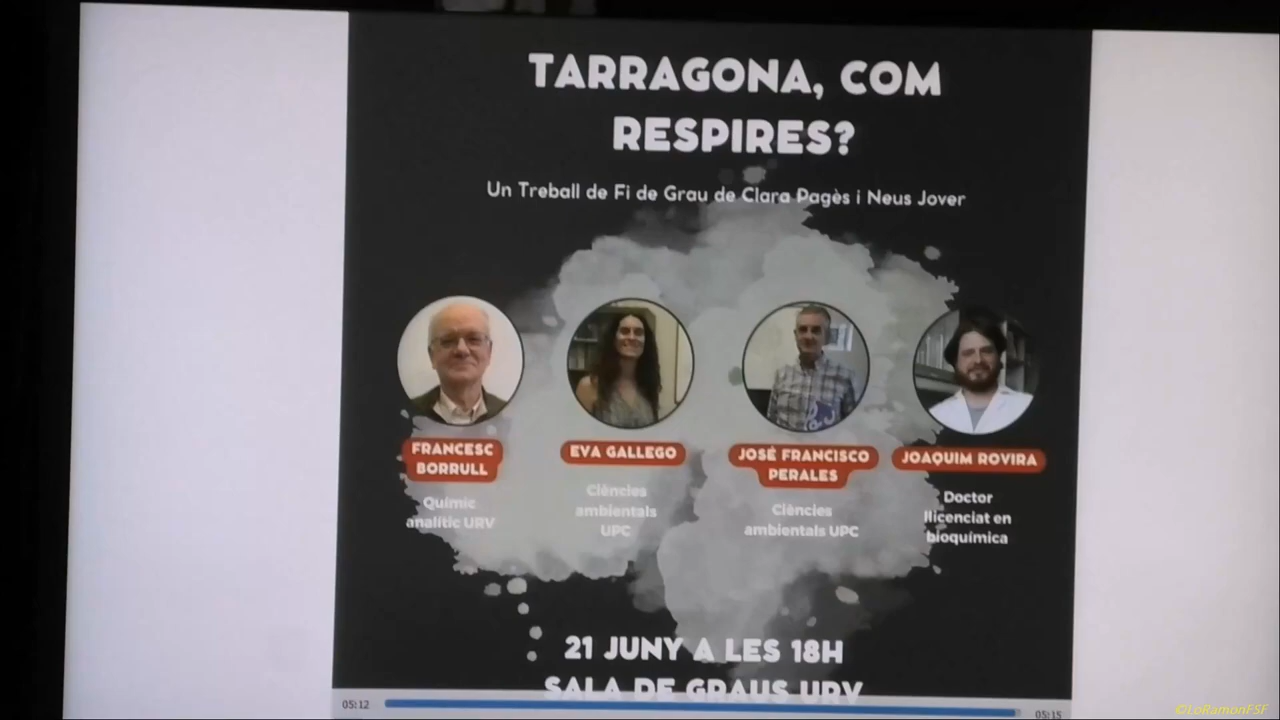 TARRAGONA, COM
RESPIRES?
Un Treball de Fi de Grau de Clara Pagès i Neus Jover
FRANCESC
BORRULL
Químic
analític URV
EVA GALLEGO
Ciències
ambientals
UPC
JOSÉ FRANCISCO
PERALES
Ciències
ambientals UPC
JOAQUIM ROVIRA
Doctor
llicenciat en
bioquímica
21 JUNY A LES 18H
SALA DE GRAUS URV
05:12
05:15
©LoRamonFSF